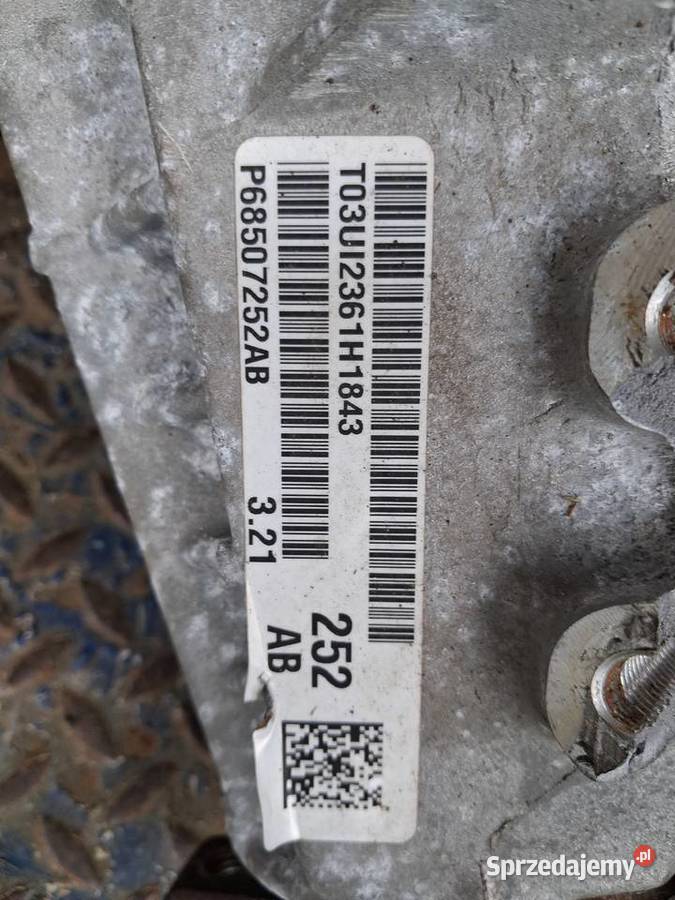 T03UI2361H1843
P68507252AB 3.21
252
AB
Sprzedajemy.pl